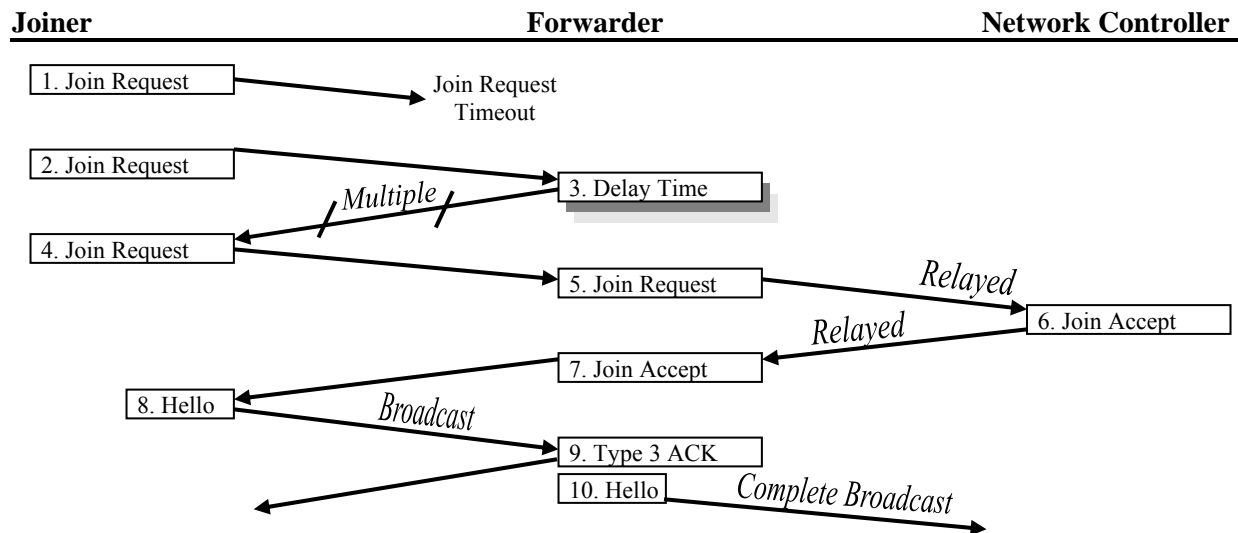 Joiner Forwarder Network Controller
1. Join Request
Join Request
Timeout
2. Join Request
3. Delay Time
Multiple
4. Join Request
5. Join Request
Relayed
6. Join Accept
Relayed
7. Join Accept
8. Hello
Broadcast
9. Type 3 ACK
10. Hello
Complete Broadcast